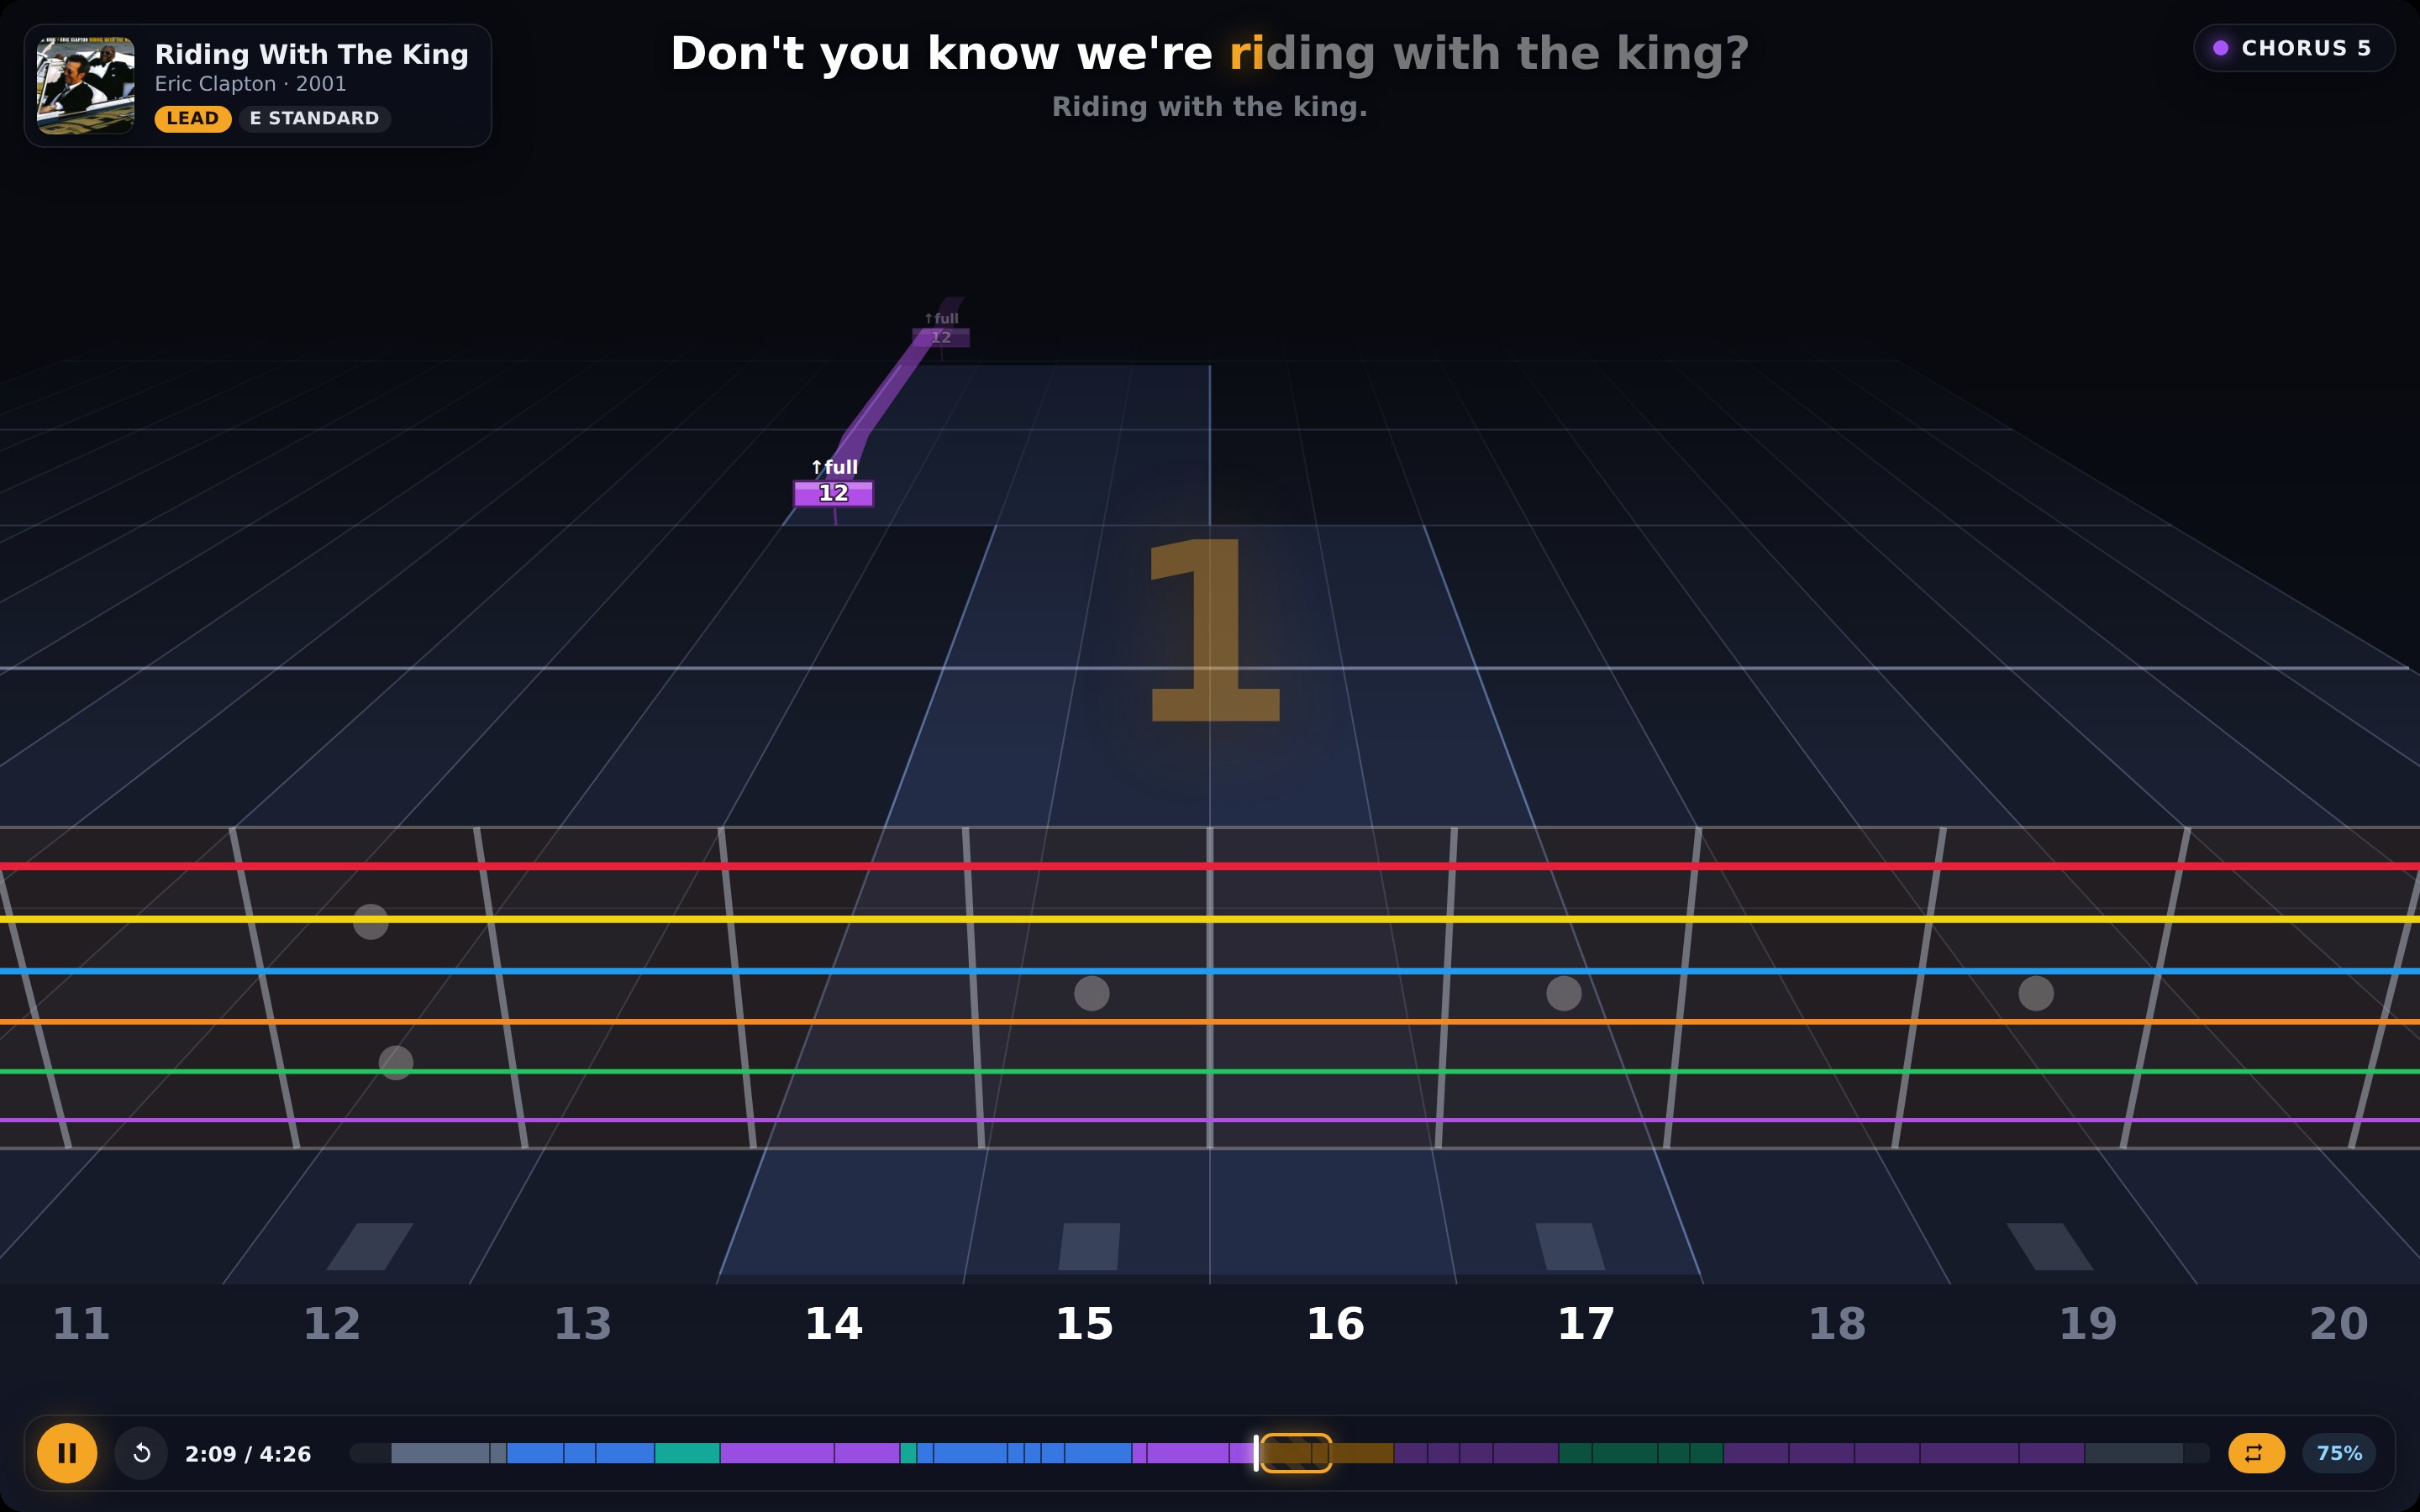 Riding With The King
Eric Clapton · 2001
LEAD E STANDARD
Don't you know we're riding with the king?
Riding with the king.
CHORUS 5
↑full
12
↑full
12
1
11 12 13 14 15 16 17 18 19 20
2:09 / 4:26
75%